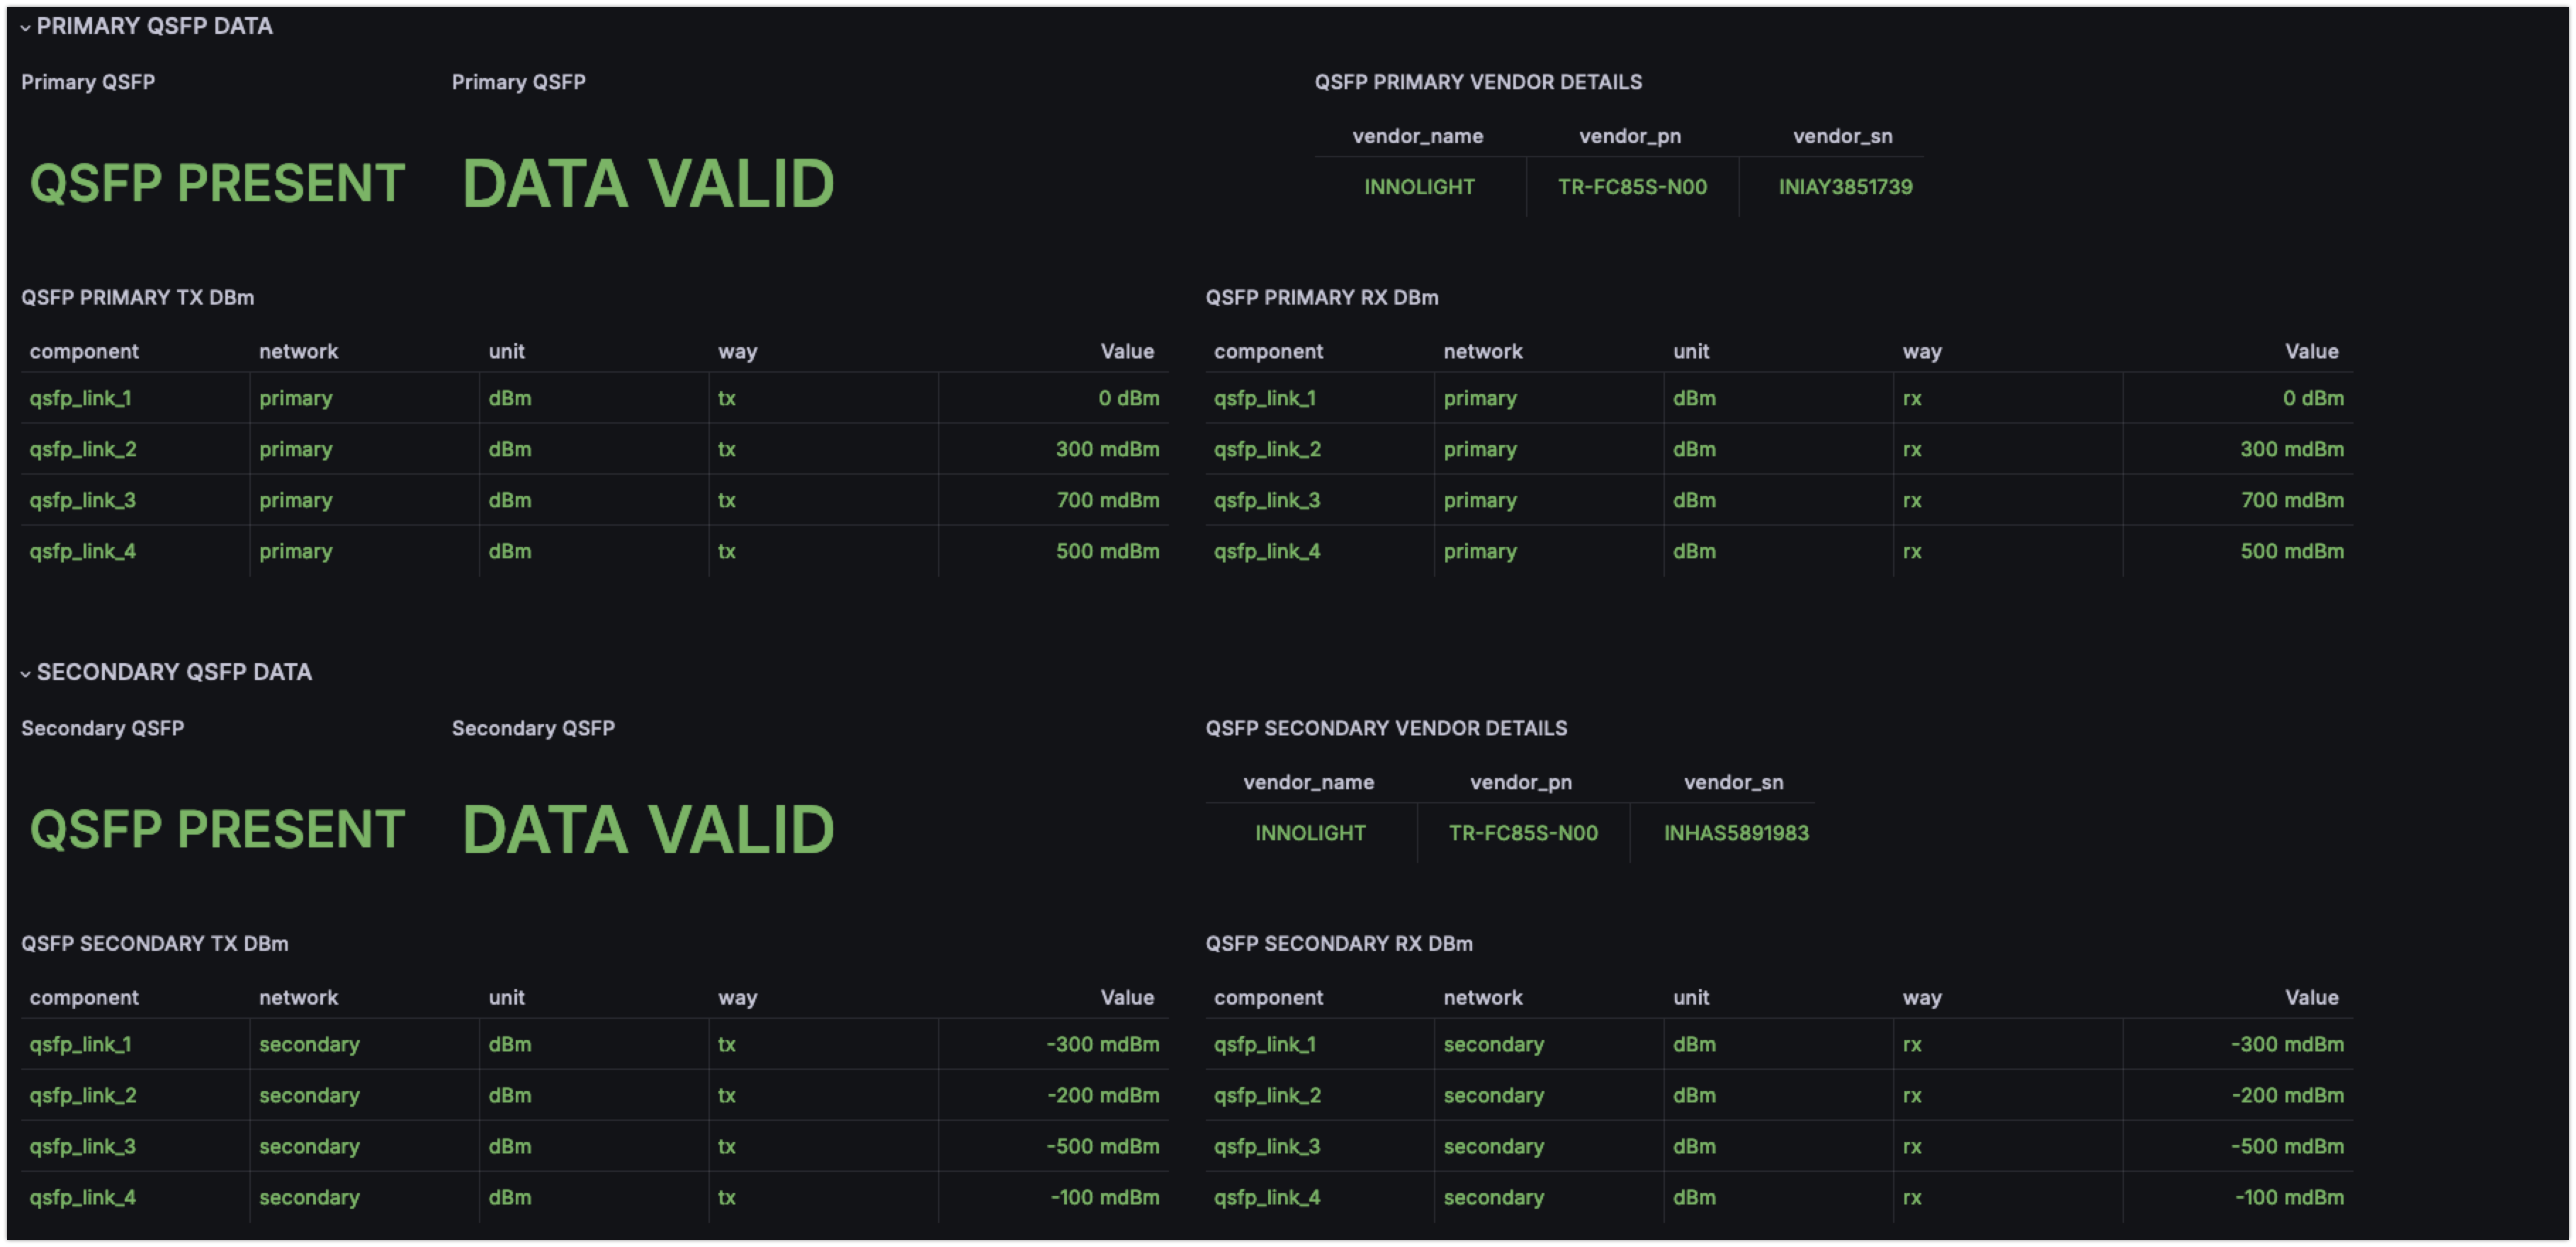 PRIMARY QSFP DATA
Primary QSFP Primary QSFP QSFP PRIMARY VENDOR DETAILS
vendor_name vendor_pn vendor_sn
QSFP PRESENT DATA VALID INNOLIGHT TR-FC85S-N00 INIAY3851739
QSFP PRIMARY TX DBm
component network unit way Value
qsfp_link_1 primary dBm tx 0 dBm
qsfp_link_2 primary dBm tx 300 mdBm
qsfp_link_3 primary dBm tx 700 mdBm
qsfp_link_4 primary dBm tx 500 mdBm
QSFP PRIMARY RX DBm
component network unit way Value
qsfp_link_1 primary dBm rx 0 dBm
qsfp_link_2 primary dBm rx 300 mdBm
qsfp_link_3 primary dBm rx 700 mdBm
qsfp_link_4 primary dBm rx 500 mdBm
SECONDARY QSFP DATA
Secondary QSFP Secondary QSFP QSFP SECONDARY VENDOR DETAILS
vendor_name vendor_pn vendor_sn
QSFP PRESENT DATA VALID INNOLIGHT TR-FC85S-N00 INHAS5891983
QSFP SECONDARY TX DBm
component network unit way Value
qsfp_link_1 secondary dBm tx -300 mdBm
qsfp_link_2 secondary dBm tx -200 mdBm
qsfp_link_3 secondary dBm tx -500 mdBm
qsfp_link_4 secondary dBm tx -100 mdBm
QSFP SECONDARY RX DBm
component network unit way Value
qsfp_link_1 secondary dBm rx -300 mdBm
qsfp_link_2 secondary dBm rx -200 mdBm
qsfp_link_3 secondary dBm rx -500 mdBm
qsfp_link_4 secondary dBm rx -100 mdBm